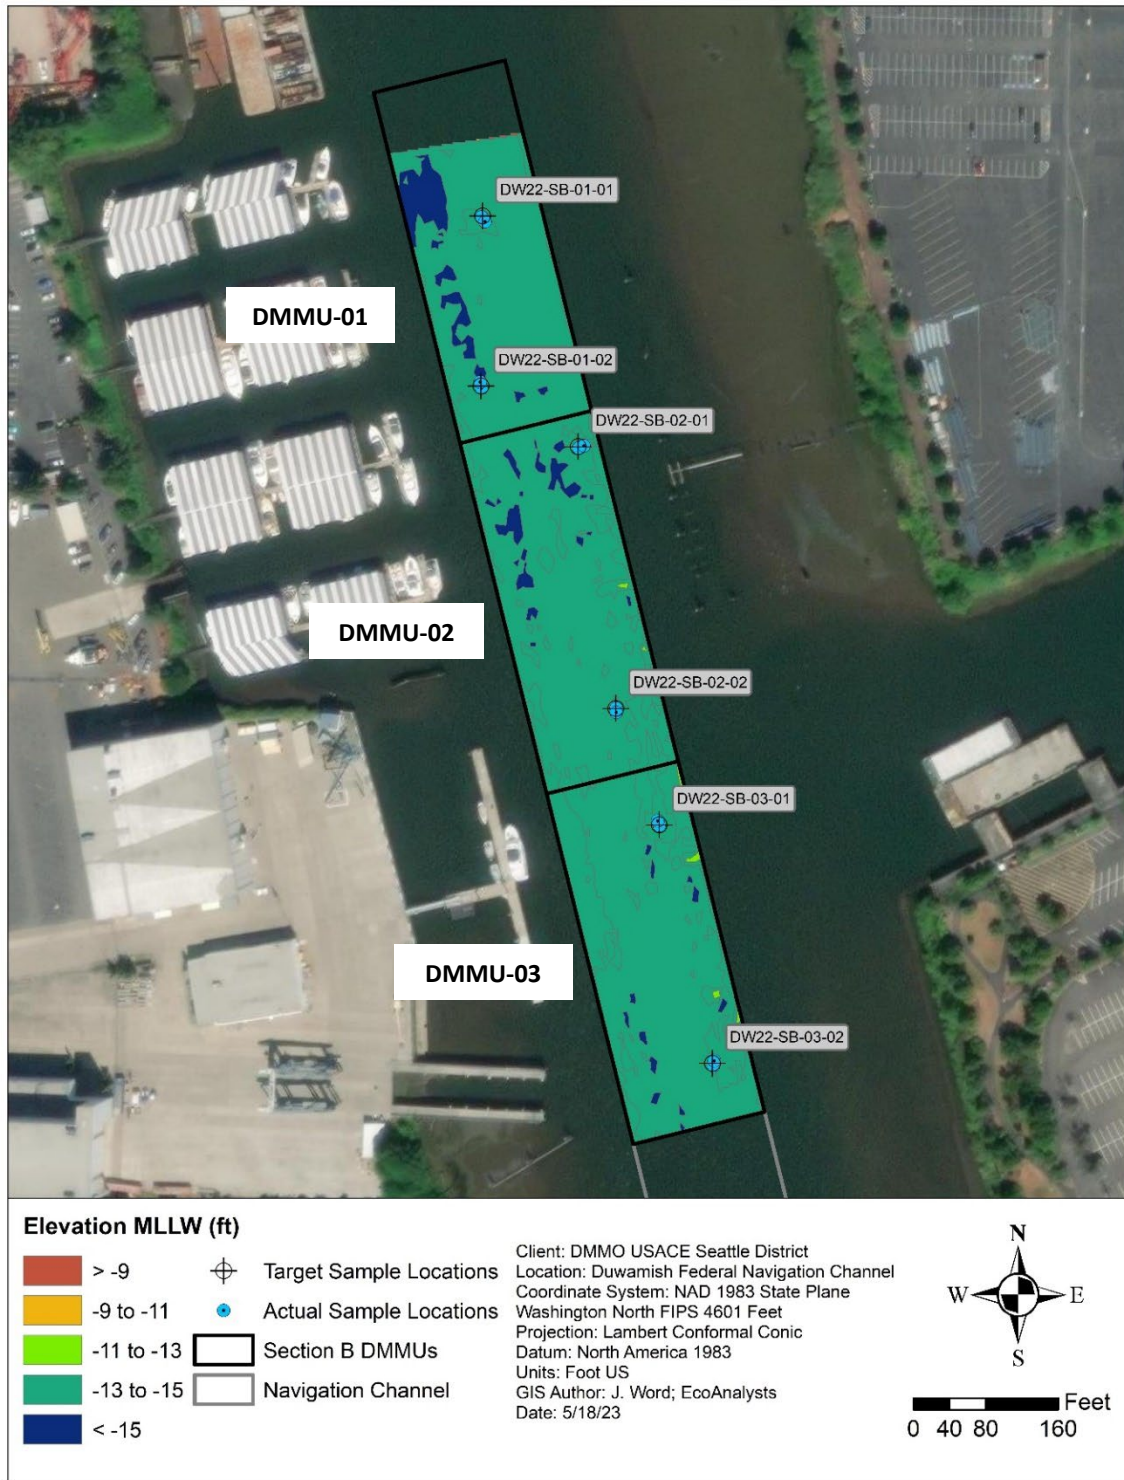 DW22-SB-01-01
DMMU-01
DW22-SB-01-02
DW22-SB-02-01
DMMU-02
DW22-SB-02-02
DW22-SB-03-01
DMMU-03
DW22-SB-03-02
Elevation MLLW (ft)
> -9
-9 to -11
-11 to -13
-13 to -15
< -15
Target Sample Locations
Actual Sample Locations
Section B DMMUs
Navigation Channel
Client: DMMO USACE Seattle District
Location: Duwamish Federal Navigation Channel
Coordinate System: NAD 1983 State Plane
Washington North FIPS 4601 Feet
Projection: Lambert Conformal Conic
Datum: North America 1983
Units: Foot US
GIS Author: J. Word; EcoAnalysts
Date: 5/18/23
N
W E
S
Feet
0 40 80 160